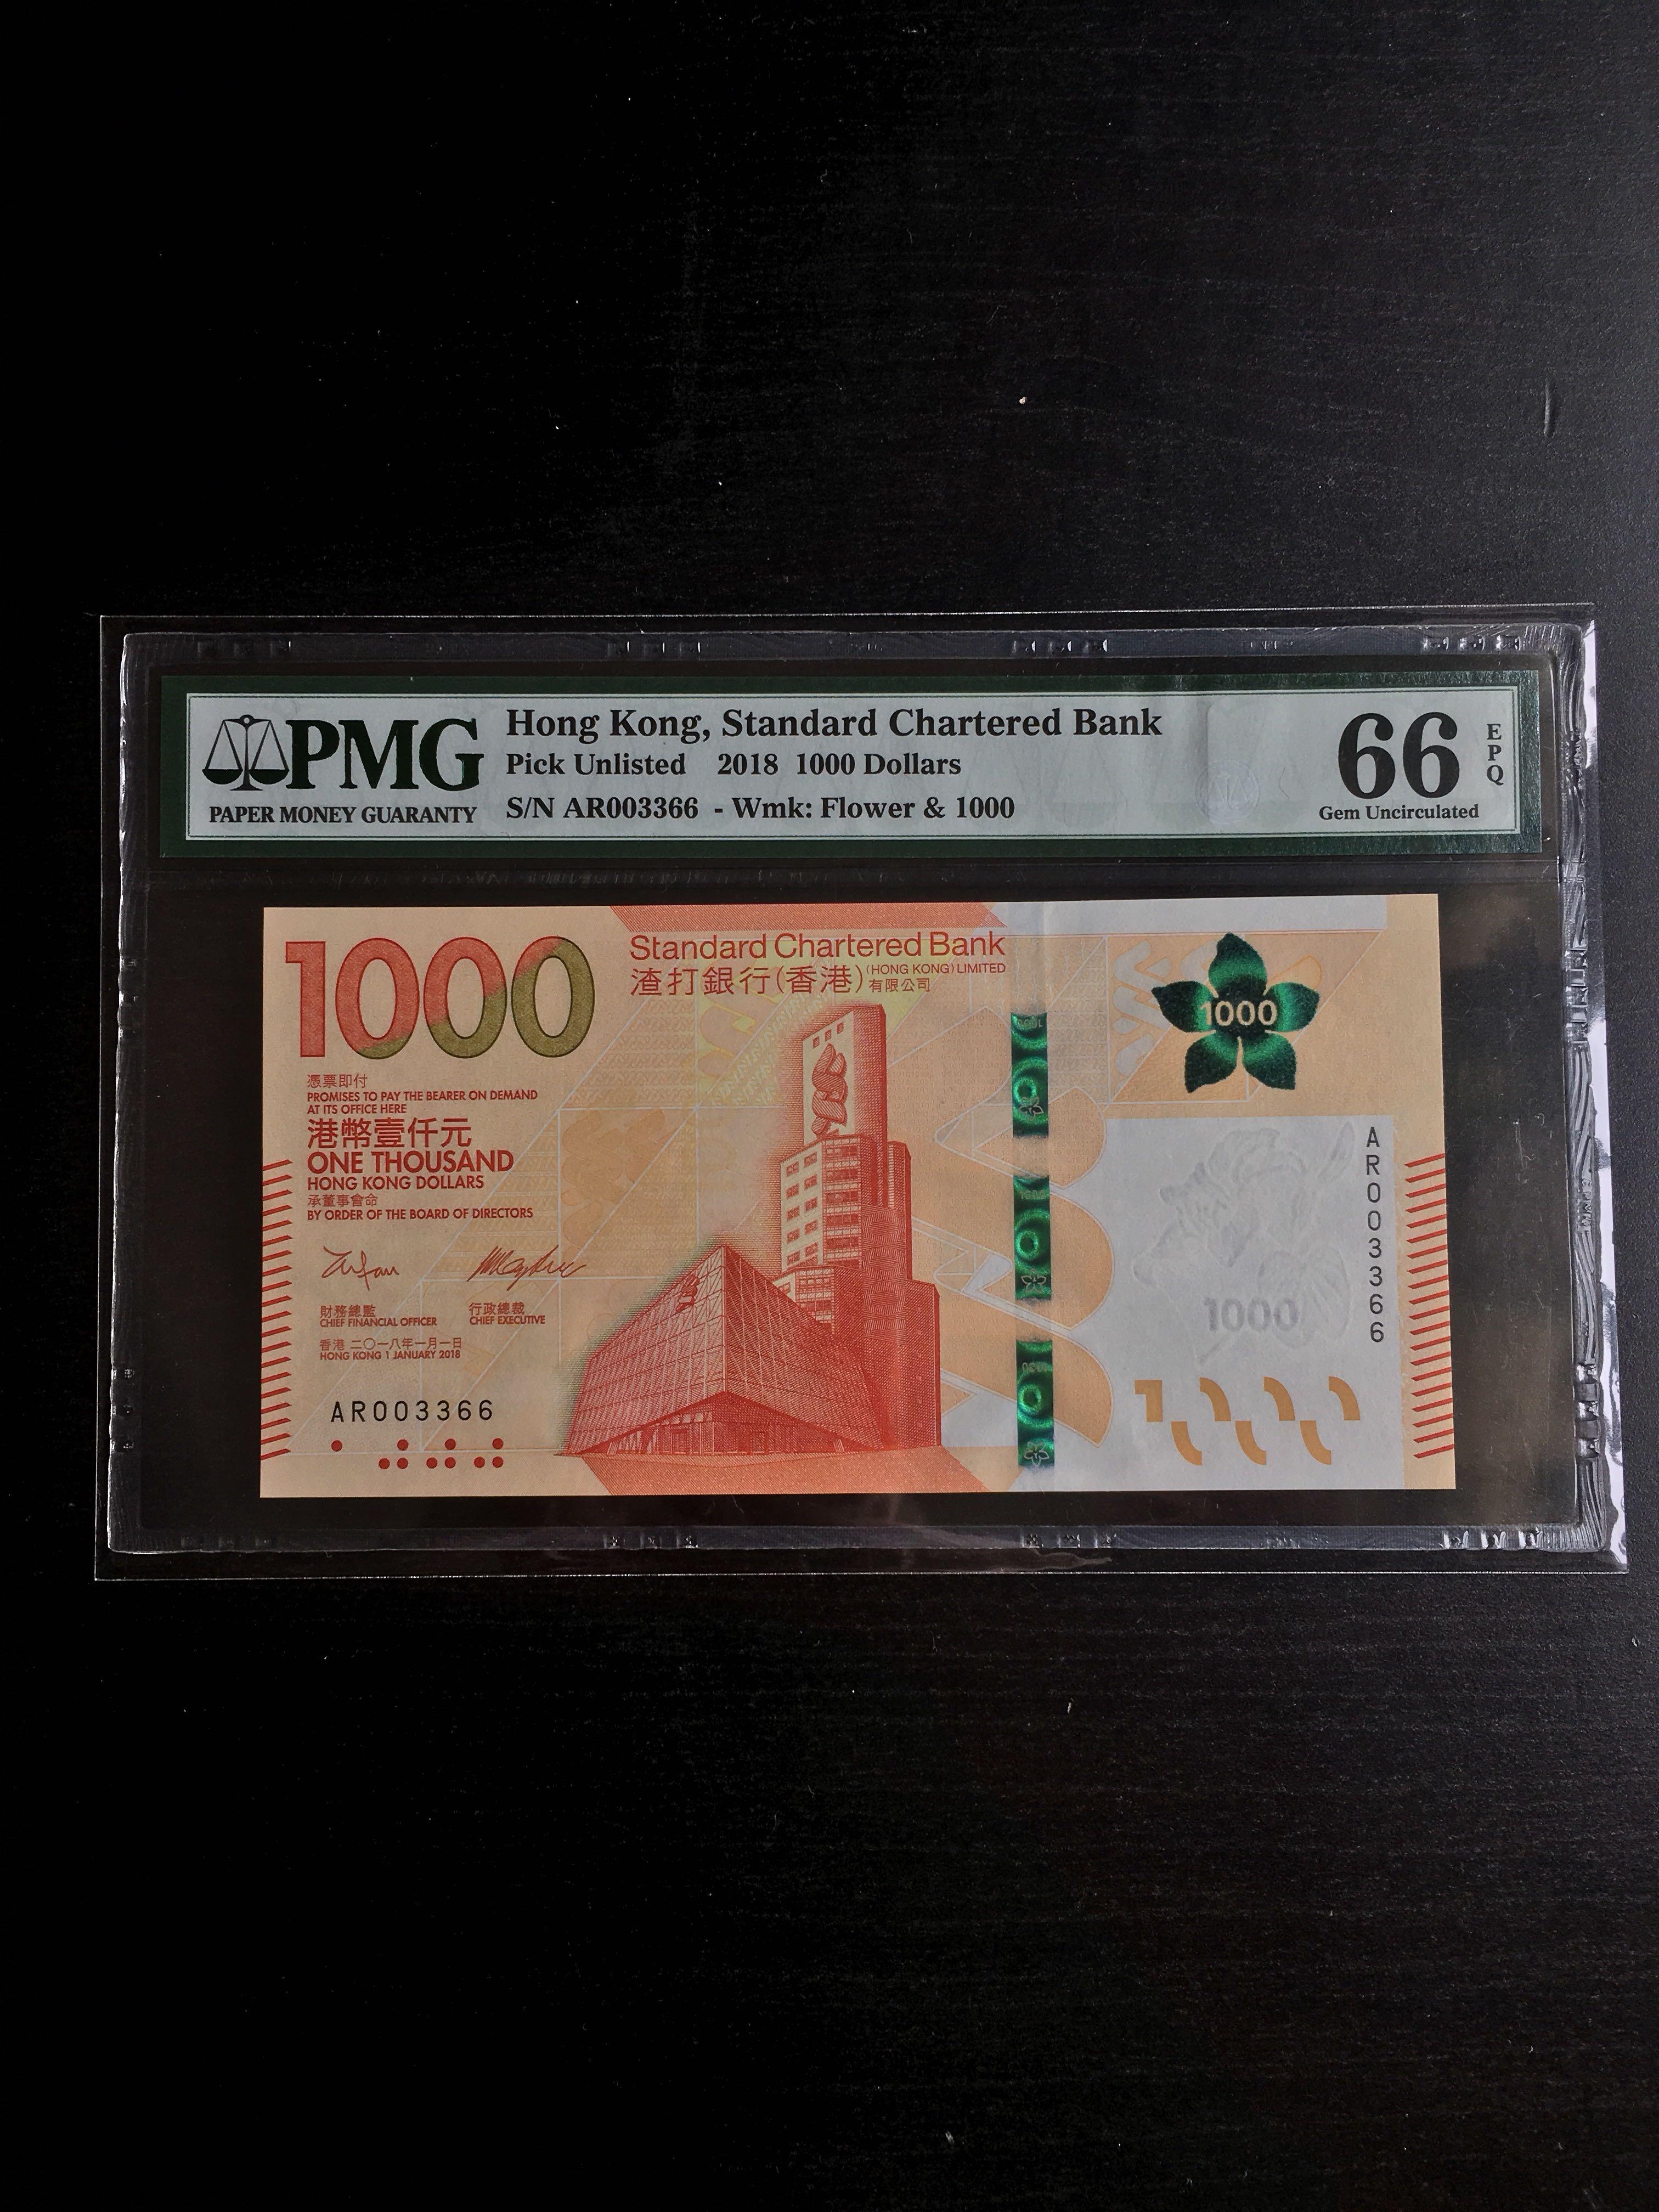 PMG
PAPER MONEY GUARANTY
Hong Kong, Standard Chartered Bank
Pick Unlisted 2018 1000 Dollars
S/N AR003366 - Wmk: Flower & 1000
66
EPQ
Gem Uncirculated
1000
Standard Chartered Bank
(HONG KONG) LIMITED
渣打銀行(香港)有限公司
1000
憑票即付
PROMISES TO PAY THE BEARER ON DEMAND
AT ITS OFFICE HERE
港幣壹仟元
ONE THOUSAND
HONG KONG DOLLARS
承董事會命
BY ORDER OF THE BOARD OF DIRECTORS
財務總監
CHIEF FINANCIAL OFFICER
行政總裁
CHIEF EXECUTIVE
香港 二〇一八年一月一日
HONG KONG 1 JANUARY 2018
AR003366
AR003366
1000
1000